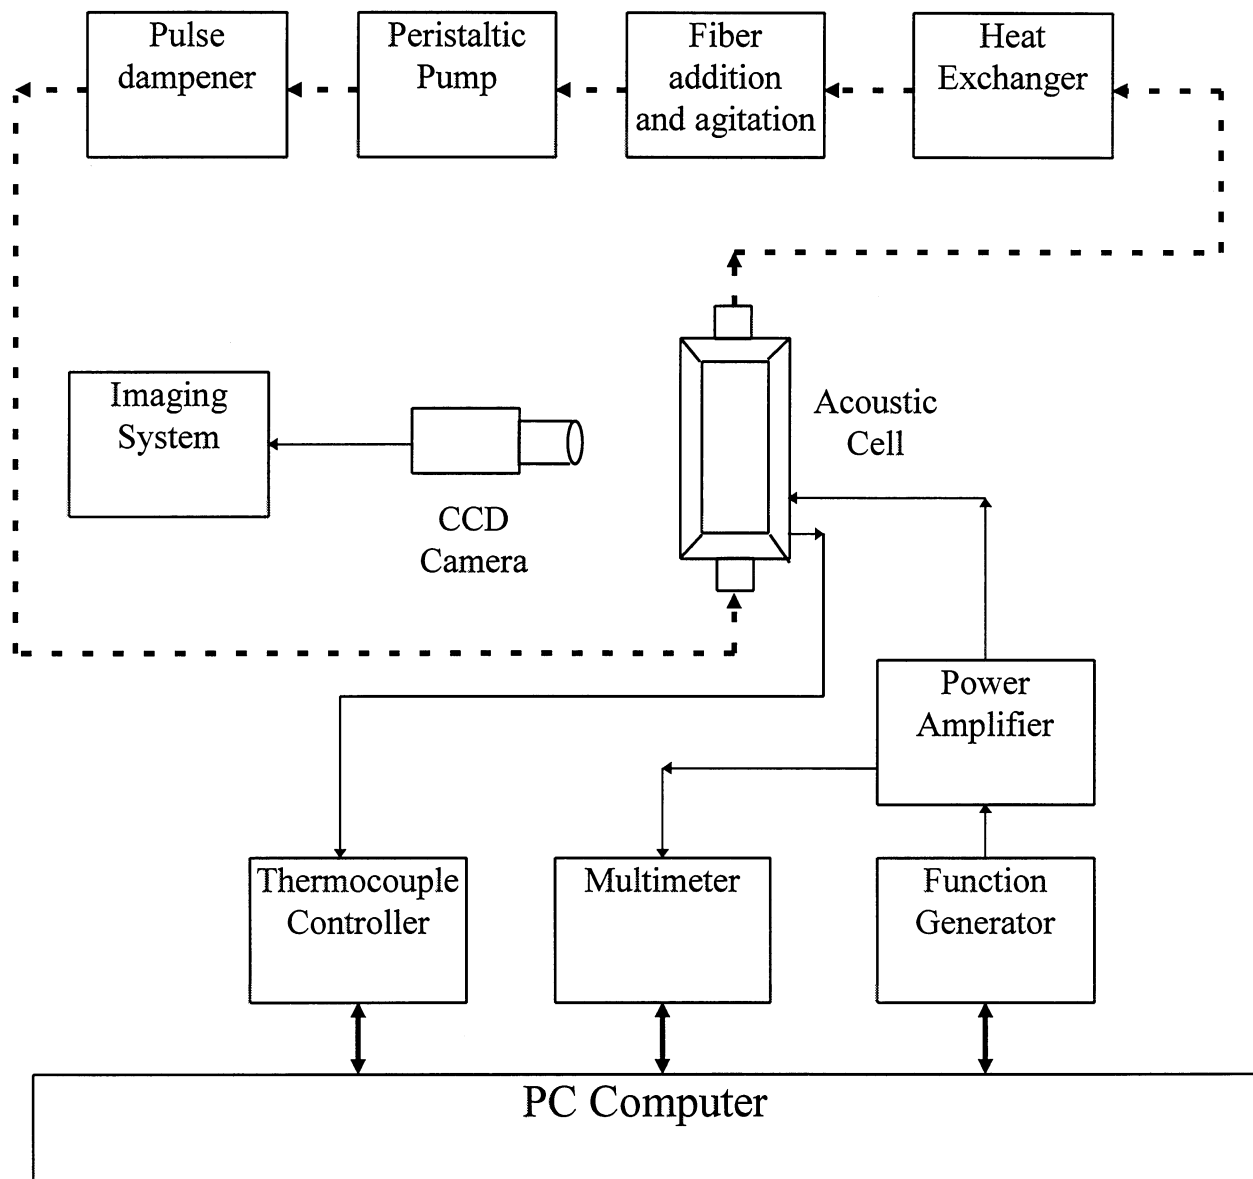 Pulse
dampener
Peristaltic
Pump
Fiber
addition
and agitation
Heat
Exchanger
Imaging
System
CCD
Camera
Acoustic
Cell
Power
Amplifier
Thermocouple
Controller
Multimeter
Function
Generator
PC Computer